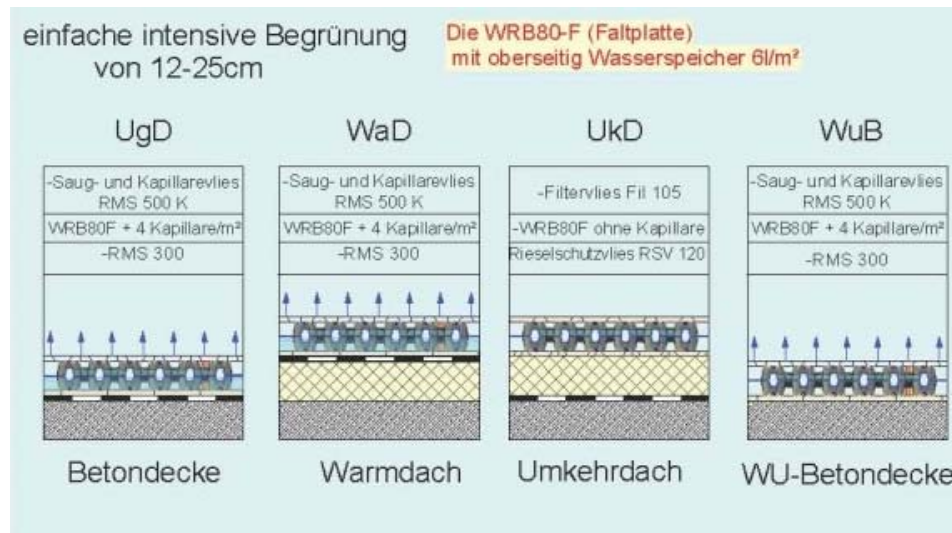 einfache intensive Begrünung
von 12-25cm
Die WRB80-F (Faltplatte)
mit oberseitig Wasserspeicher 6l/m²
UgD
-Saug- und Kapillarevlies
RMS 500 K
WRB80F + 4 Kapillare/m²
-RMS 300
Betondecke
WaD
-Saug- und Kapillarevlies
RMS 500 K
WRB80F + 4 Kapillare/m²
-RMS 300
Warmdach
UkD
-Filtervlies Fil 105
-WRB80F ohne Kapillare
Rieselschutzvlies RSV 120
Umkehrdach
WuB
-Saug- und Kapillarevlies
RMS 500 K
WRB80F + 4 Kapillare/m²
-RMS 300
WU-Betondecke